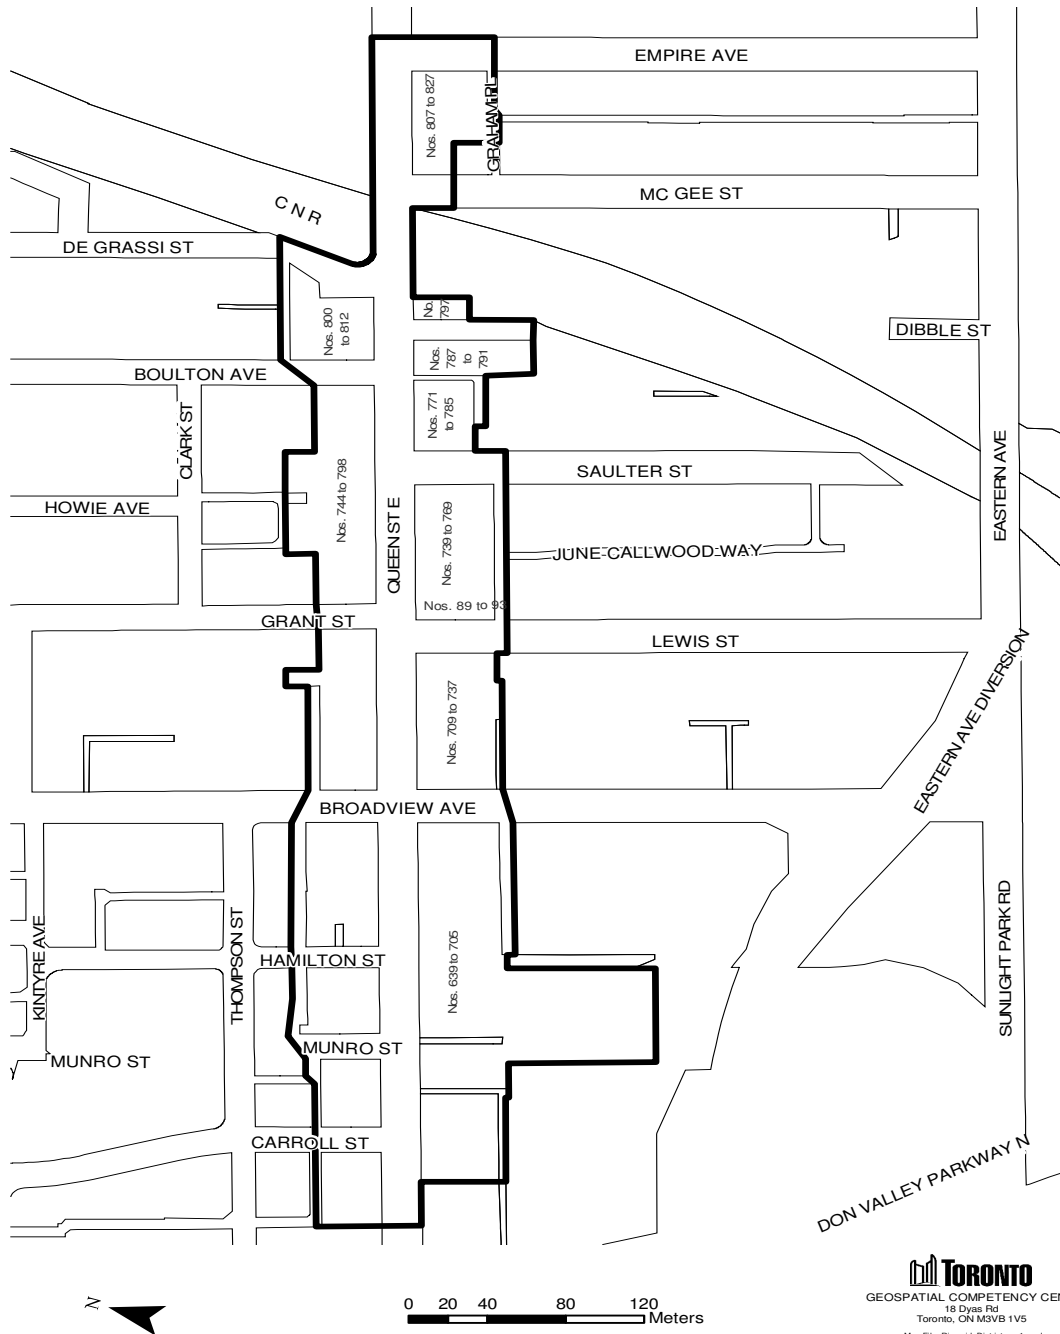 EMPIRE AVE
Nos. 807 to 827
GRAHAM PL
MC GEE ST
CNR
DE GRASSI ST
No.
797
Nos. 800
to 812
DIBBLE ST
Nos.
787
to
791
BOULTON AVE
Nos. 771
to 785
CLARK ST
EASTERN AVE
SAULTER ST
Nos. 744 to 798
HOWIE AVE
QUEEN ST E
Nos. 739 to 769
JUNE CALLWOOD WAY
Nos. 89 to 93
GRANT ST
LEWIS ST
EASTERN AVE DIVERSION
Nos. 709 to 737
BROADVIEW AVE
KINTYRE AVE
THOMPSON ST
HAMILTON ST
Nos. 639 to 705
SUNLIGHT PARK RD
MUNRO ST
MUNRO ST
CARROLL ST
DON VALLEY PARKWAY N
N
0 20 40 80 120
Meters
TORONTO
GEOSPATIAL COMPETENCY CEN
18 Dyas Rd
Toronto, ON M3VB 1V5